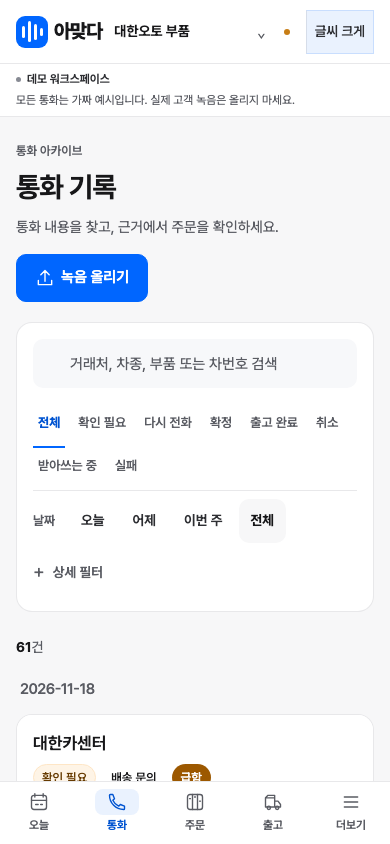 아맞다 대한오토 부품 글씨 크게
데모 워크스페이스
모든 통화는 가짜 예시입니다. 실제 고객 녹음은 올리지 마세요.
통화 아카이브
통화 기록
통화 내용을 찾고, 근거에서 주문을 확인하세요.
녹음 올리기
거래처, 차종, 부품 또는 차번호 검색
전체 확인 필요 다시 전화 확정 출고 완료 취소
받아쓰는 중 실패
날짜 오늘 어제 이번 주 전체
+ 상세 필터
61건
2026-11-18
대한카센터
확인 필요 배송 문의 급함
오늘 통화 주문 출고 더보기